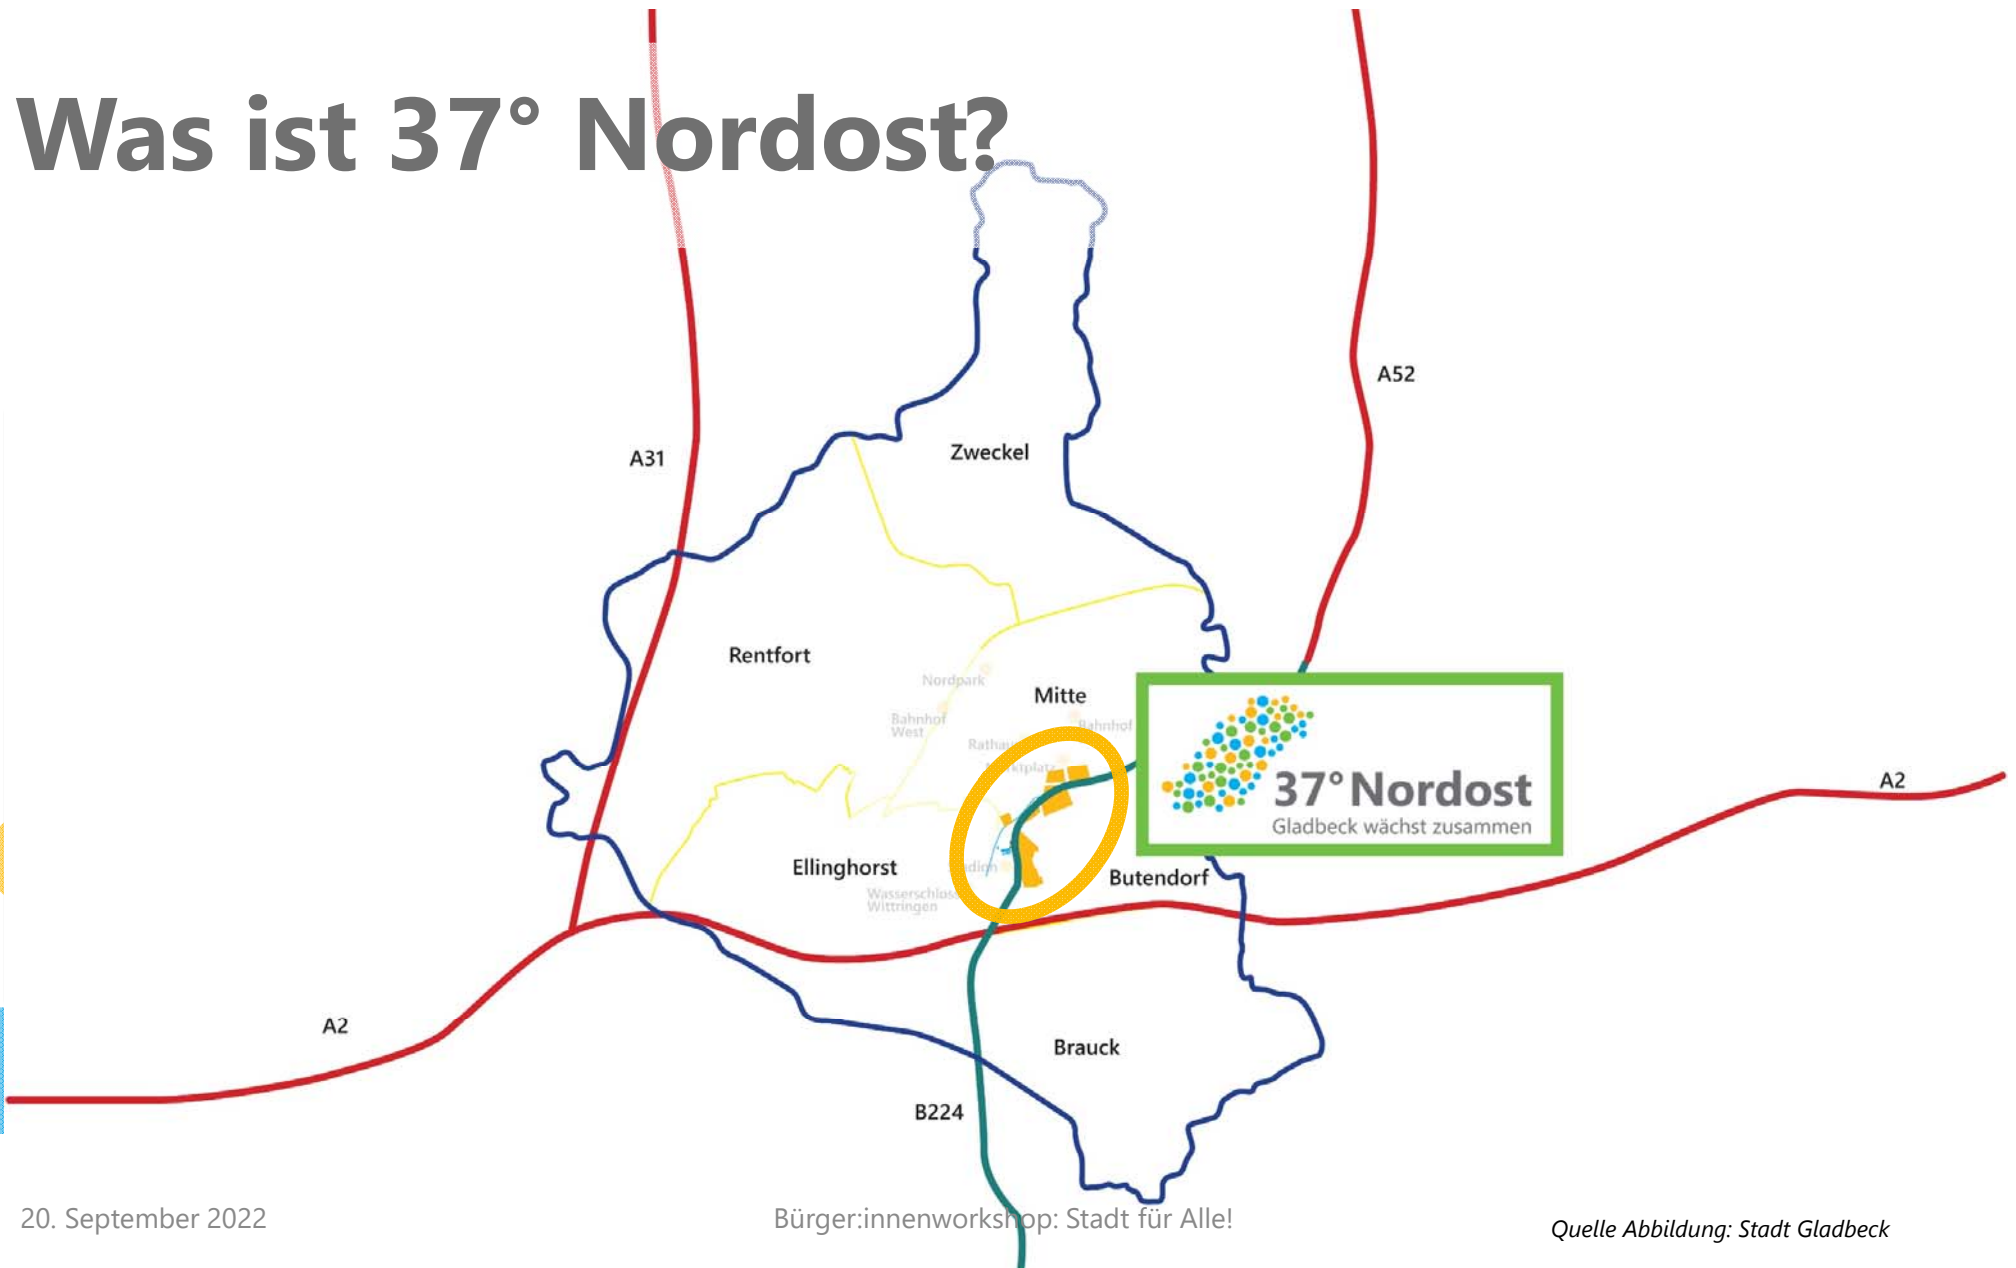 Was ist 37° Nordost?
A52
A31
Zweckel
Rentfort
Nordpark
Mitte
Bahnhof
West
Bahnhof
37°Nordost
Gladbeck wächst zusammen
A2
Ellinghorst
Butendorf
Wasserschloss
Wittringen
A2
Brauck
B224
20. September 2022
Bürger:innenworkshop: Stadt für Alle!
Quelle Abbildung: Stadt Gladbeck